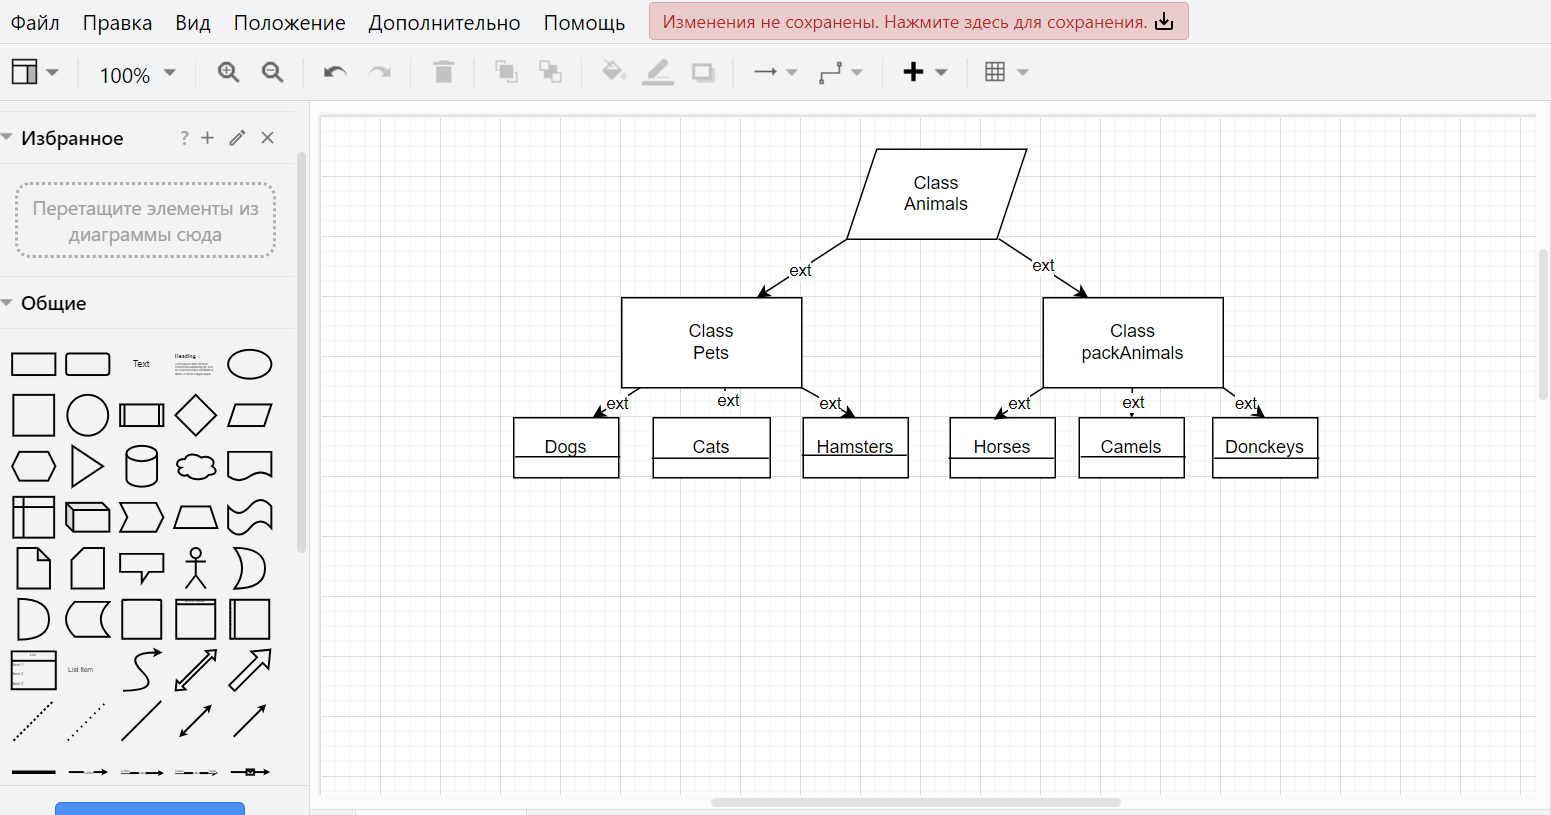 Файл Правка Вид Положение Дополнительно Помощь Изменения не сохранены. Нажмите здесь для сохранения.
100%
Избранное ? +
Перетащите элементы из
диаграммы сюда
Общие
Text
Heading
List Item
Class
Animals
ext
ext
Class
Pets
Class
packAnimals
ext
ext
ext
ext
ext
ext
Dogs
Cats
Hamsters
Horses
Camels
Donckeys